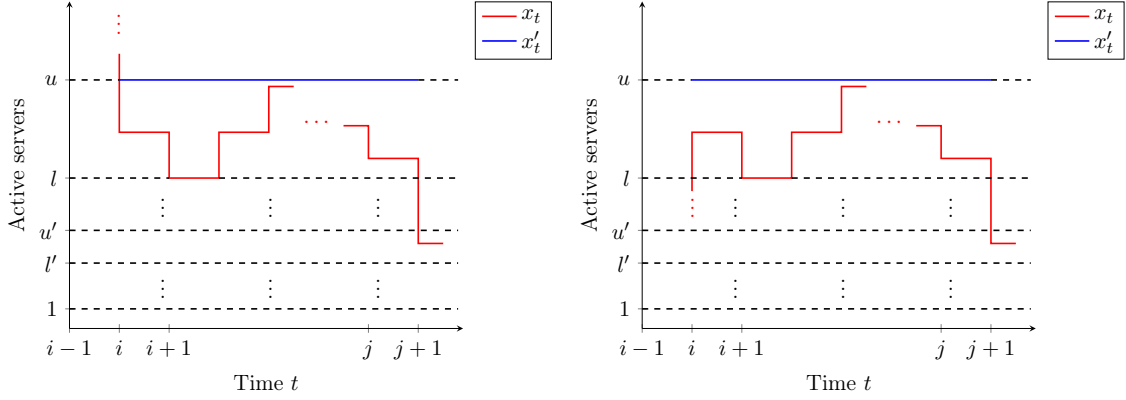 x_t
x'_t
u
l
u'
l'
1
Active servers
i − 1
i
i + 1
j
j + 1
Time t
x_t
x'_t
u
l
u'
l'
1
Active servers
i − 1
i
i + 1
j
j + 1
Time t